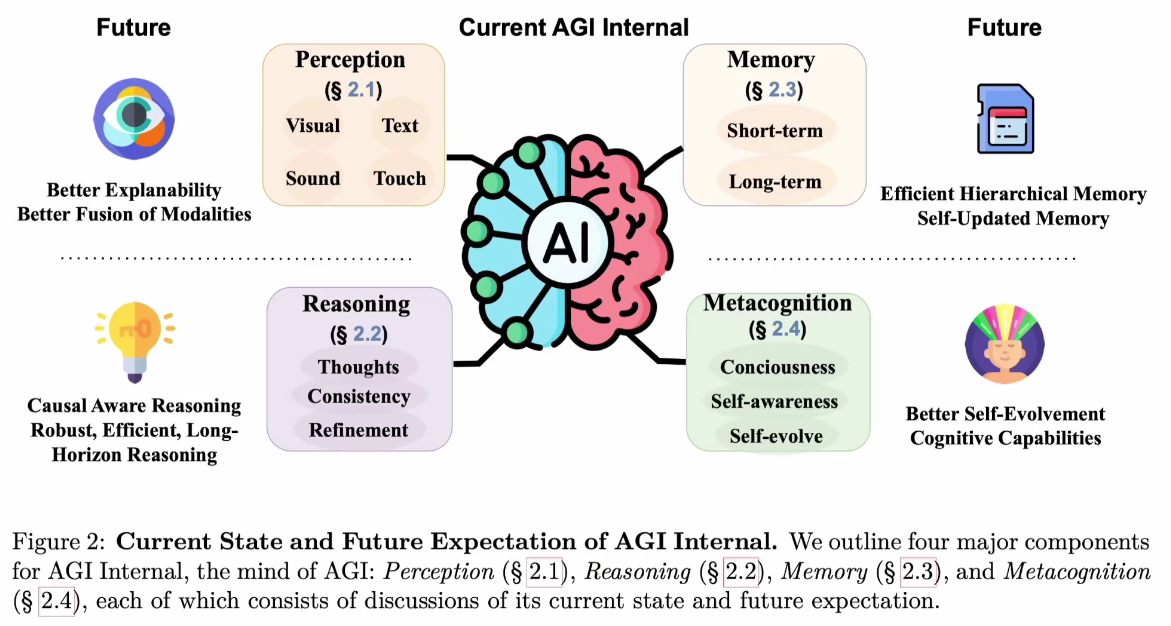 Future
Current AGI Internal
Future
Perception
(§ 2.1)
Visual Text
Sound Touch
Memory
(§ 2.3)
Short-term
Long-term
Better Explanability
Better Fusion of Modalities
Efficient Hierarchical Memory
Self-Updated Memory
AI
Reasoning
(§ 2.2)
Thoughts
Consistency
Refinement
Metacognition
(§ 2.4)
Conciousness
Self-awareness
Self-evolve
Causal Aware Reasoning
Robust, Efficient, Long-
Horizon Reasoning
Better Self-Evolvement
Cognitive Capabilities
Figure 2: Current State and Future Expectation of AGI Internal. We outline four major components
for AGI Internal, the mind of AGI: Perception (§ 2.1), Reasoning (§ 2.2), Memory (§ 2.3), and Metacognition
(§ 2.4), each of which consists of discussions of its current state and future expectation.